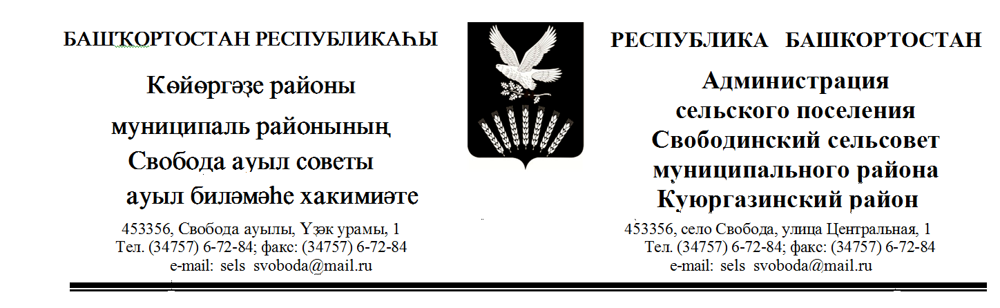 БАШҠОРТОСТАН РЕСПУБЛИКАҺЫ
Көйөргәҙе районы
муниципаль районының
Свобода ауыл советы
ауыл биләмәһе хакимиәте
453356, Свобода ауылы, Үҙәк урамы, 1
Тел. (34757) 6-72-84; факс: (34757) 6-72-84
e-mail: sels svoboda@mail.ru
РЕСПУБЛИКА БАШКОРТОСТАН
Администрация
сельского поселения
Свободинский сельсовет
муниципального района
Куюргазинский район
453356, село Свобода, улица Центральная, 1
Тел. (34757) 6-72-84; факс: (34757) 6-72-84
e-mail: sels svoboda@mail.ru